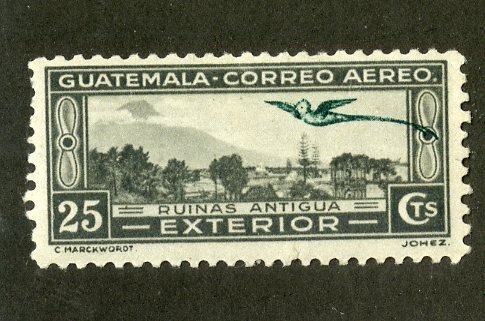 GUATEMALA-CORREO AEREO.
25 RUINAS ANTIGUA CTS
EXTERIOR
C.MARCKWORDT. JOHEZ.